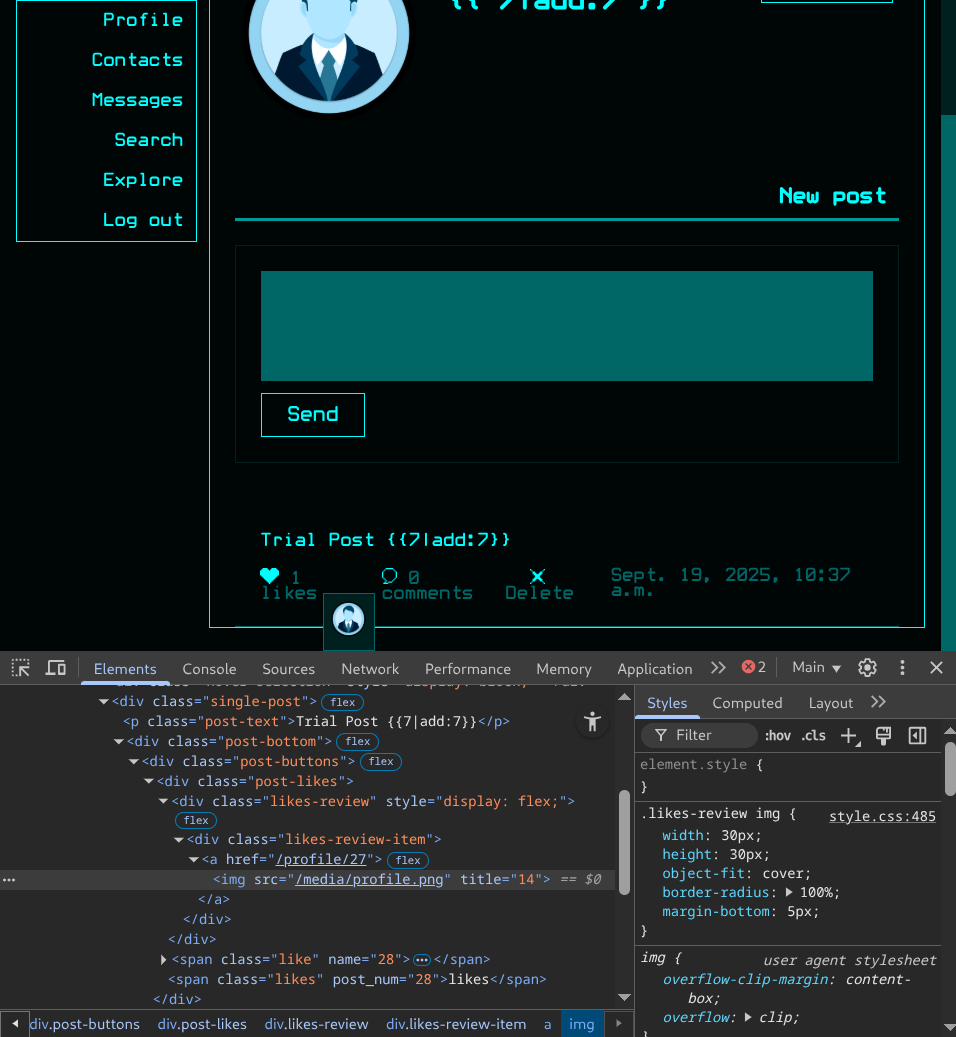 Profile
Contacts
Messages
Search
Explore
Log out
{{ 7|add:7 }}
New post
Send
Trial Post {{7|add:7}}
1
likes
0
comments
Delete
Sept. 19, 2025, 10:37
a.m.
Elements
Console
Sources
Network
Performance
Memory
Application
2
Main
<div class="single-post"> flex
<p class="post-text">Trial Post {{7|add:7}}</p>
<div class="post-bottom"> flex
<div class="post-buttons"> flex
<div class="post-likes">
<div class="likes-review" style="display: flex;">
flex
<div class="likes-review-item">
<a href="/profile/27"> flex
<img src="/media/profile.png" title="14"> == $0
</a>
</div>
</div>
<span class="like" name="28"> … </span>
<span class="likes" post_num="28">likes</span>
</div>
div.post-buttons div.post-likes div.likes-review div.likes-review-item a img
Styles Computed Layout
Filter :hov .cls
element.style {
}
.likes-review img { style.css:485
width: 30px;
height: 30px;
object-fit: cover;
border-radius: 100%;
margin-bottom: 5px;
}
img { user agent stylesheet
overflow-clip-margin: content-
box;
overflow: clip;